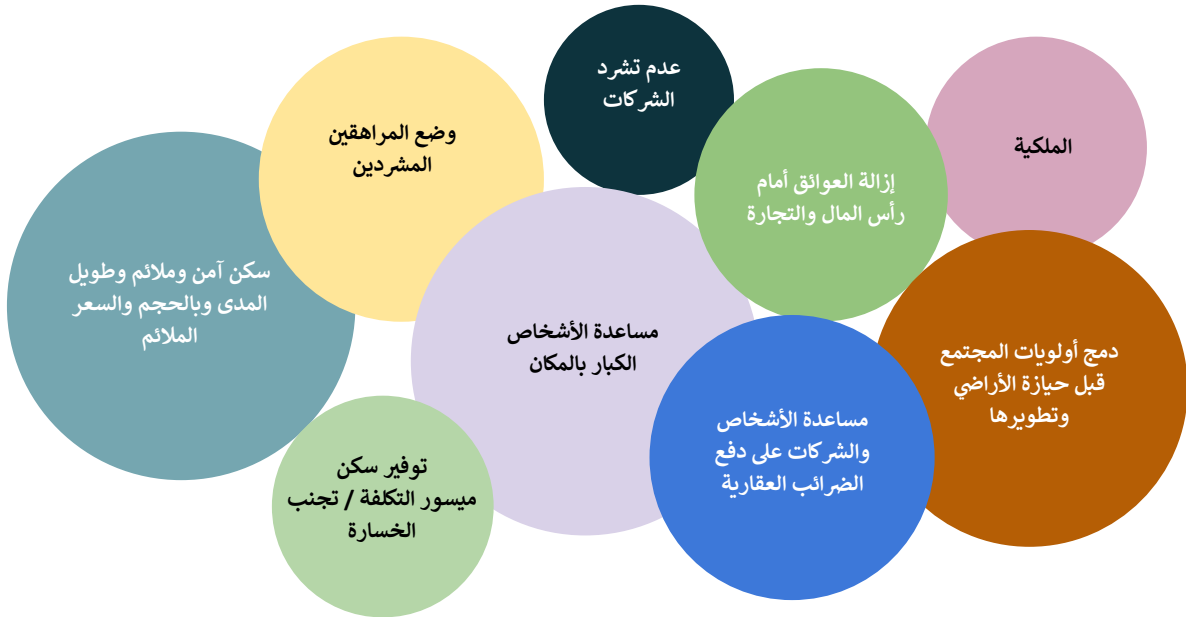 عدم تشرد
الشركات
الملكية
وضع المراهقين
المشردين
إزالة العوائق أمام
رأس المال والتجارة
سكن آمن وملائم وطويل
المدى وبالحجم والسعر
الملائم
مساعدة الأشخاص
الكبار بالمكان
دمج أولويات المجتمع
قبل حيازة الأراضي
وتطويرها
مساعدة الأشخاص
والشركات على دفع
الضرائب العقارية
توفير سكن
ميسور التكلفة / تجنب
الخسارة